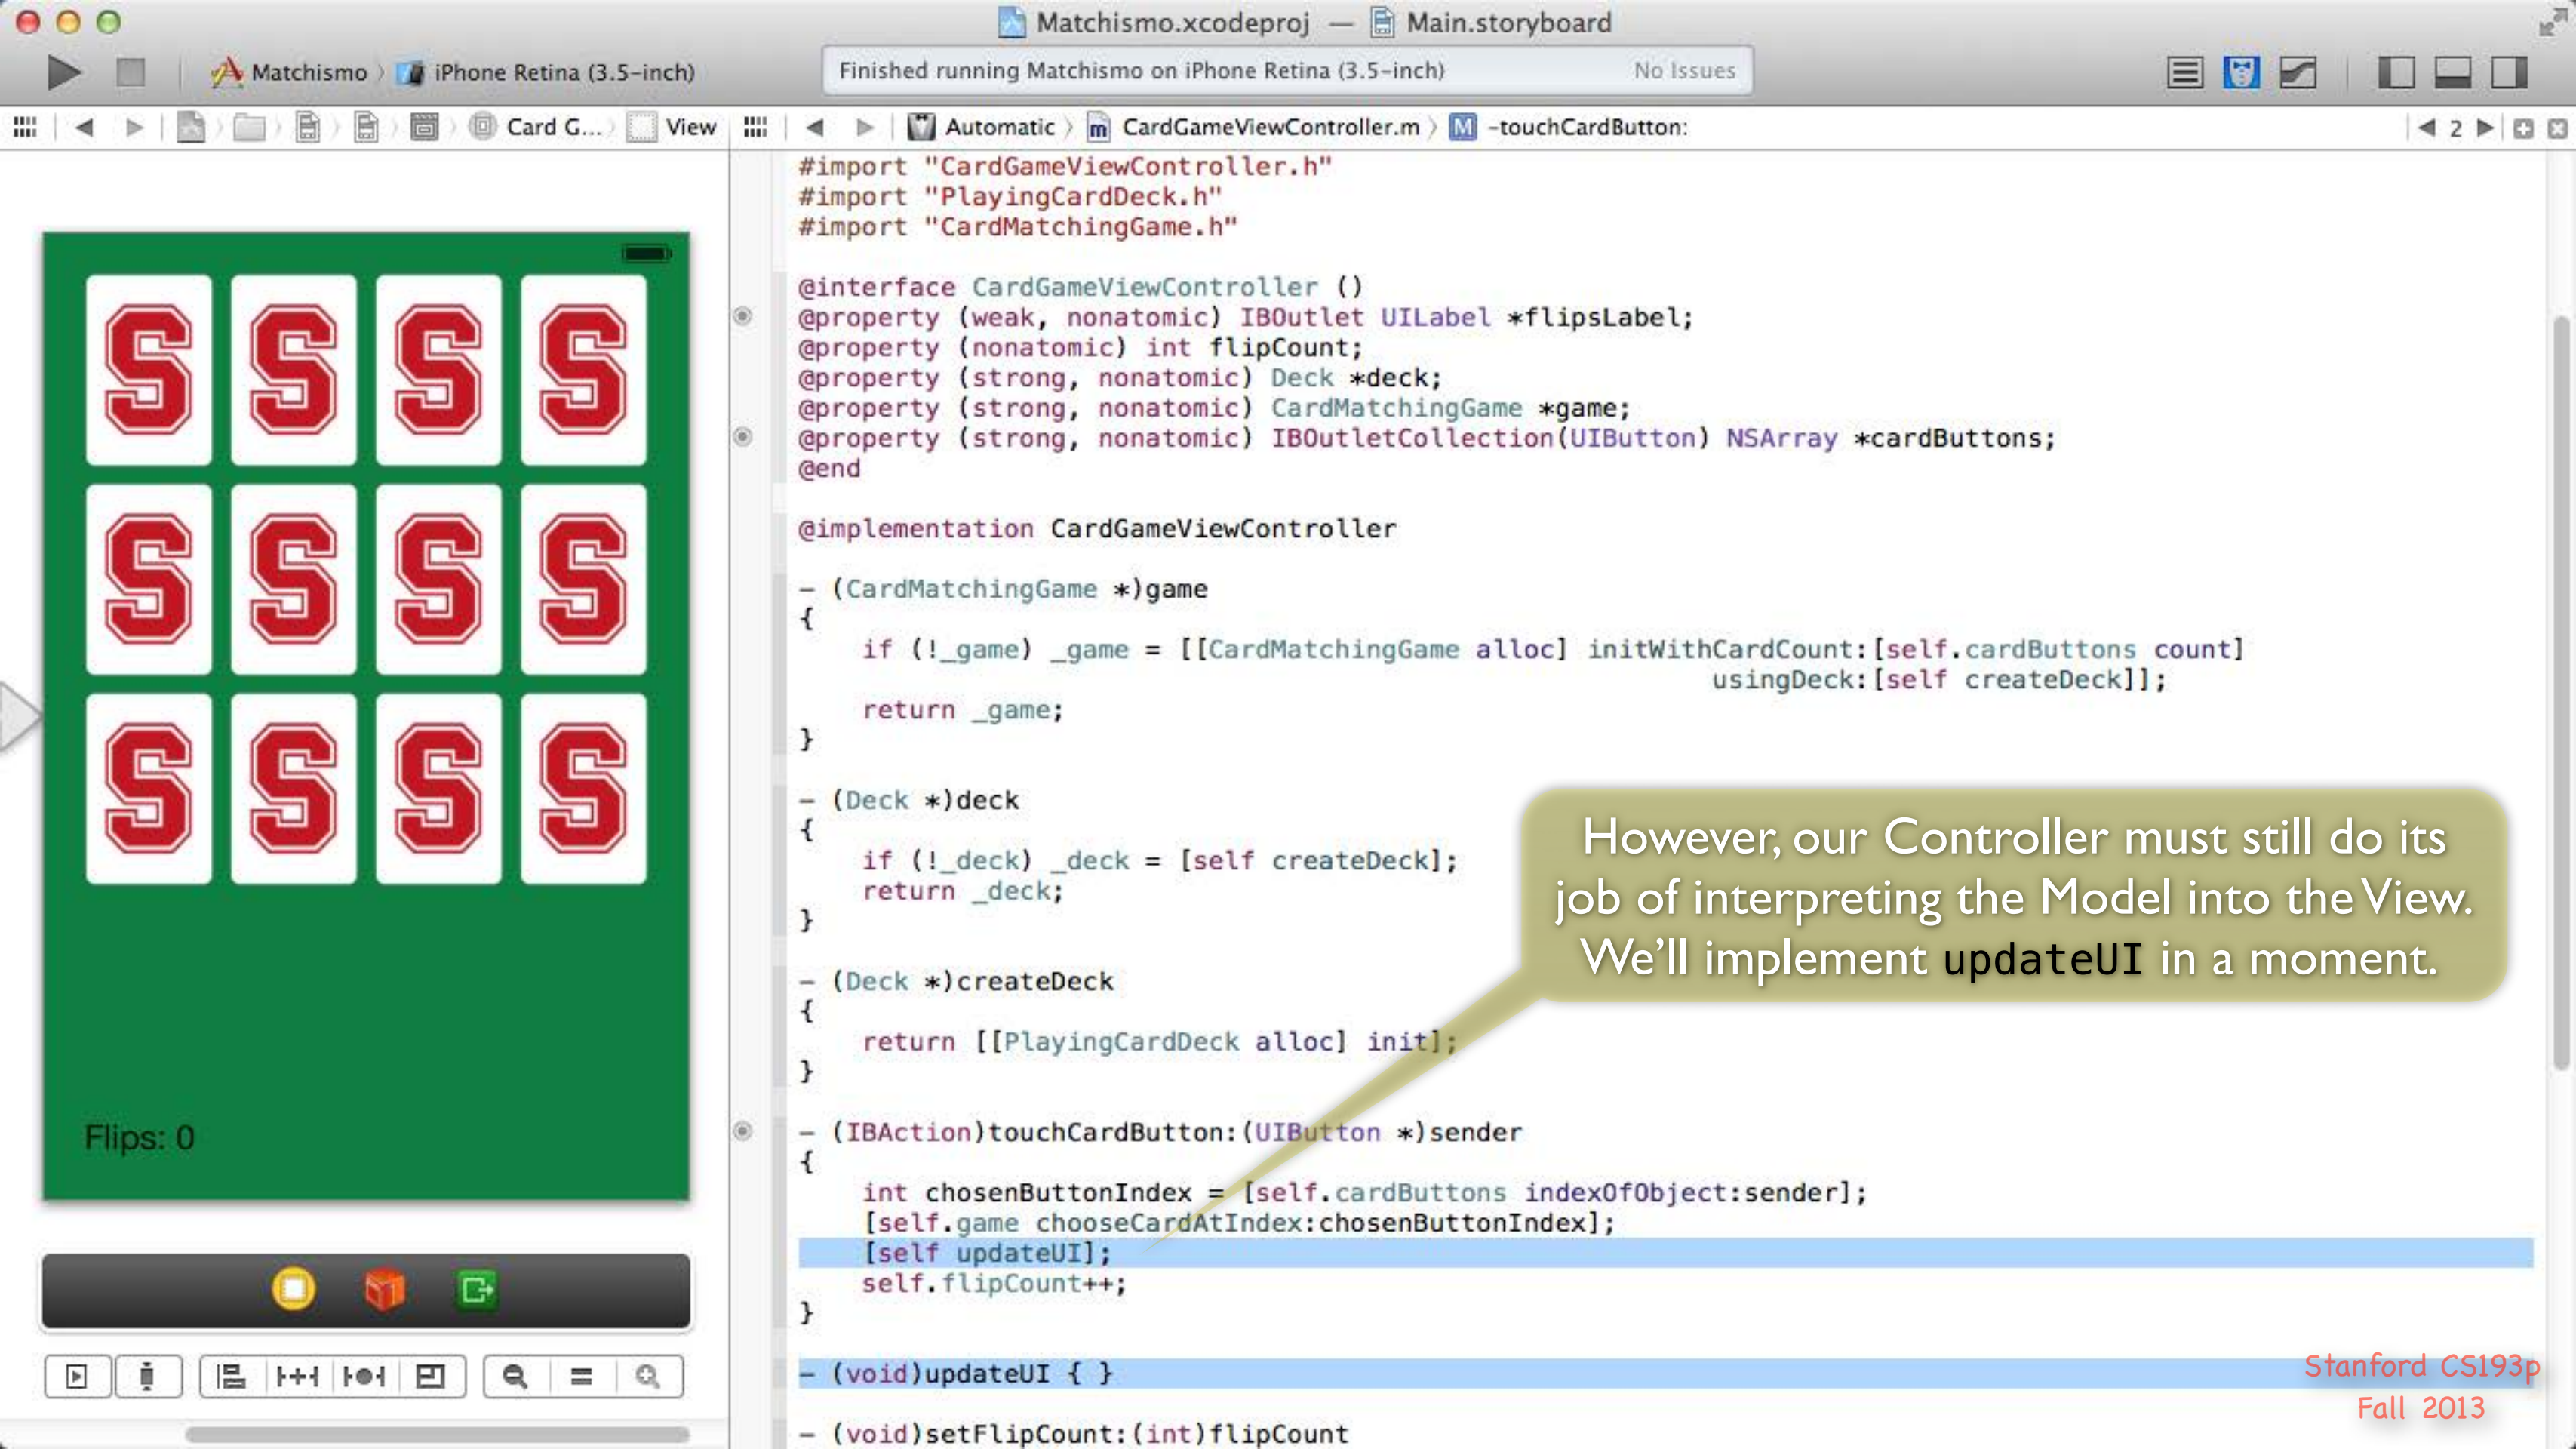 Matchismo.xcodeproj — Main.storyboard
Matchismo iPhone Retina (3.5-inch)
Finished running Matchismo on iPhone Retina (3.5-inch) No Issues
Card G... View
Automatic CardGameViewController.m M -touchCardButton: 2
#import "CardGameViewController.h"
#import "PlayingCardDeck.h"
#import "CardMatchingGame.h"
@interface CardGameViewController ()
@property (weak, nonatomic) IBOutlet UILabel *flipsLabel;
@property (nonatomic) int flipCount;
@property (strong, nonatomic) Deck *deck;
@property (strong, nonatomic) CardMatchingGame *game;
@property (strong, nonatomic) IBOutletCollection(UIButton) NSArray *cardButtons;
@end
@implementation CardGameViewController
- (CardMatchingGame *)game
{
if (!_game) _game = [[CardMatchingGame alloc] initWithCardCount:[self.cardButtons count]
usingDeck:[self createDeck]];
return _game;
}
- (Deck *)deck
{
if (!_deck) _deck = [self createDeck];
return _deck;
}
- (Deck *)createDeck
{
return [[PlayingCardDeck alloc] init];
}
- (IBAction)touchCardButton:(UIButton *)sender
{
int chosenButtonIndex = [self.cardButtons indexOfObject:sender];
[self.game chooseCardAtIndex:chosenButtonIndex];
[self updateUI];
self.flipCount++;
}
- (void)updateUI { }
- (void)setFlipCount:(int)flipCount
S S S S
S S S S
S S S S
Flips: 0
However, our Controller must still do its
job of interpreting the Model into the View.
We'll implement updateUI in a moment.
Stanford CS193p
Fall 2013